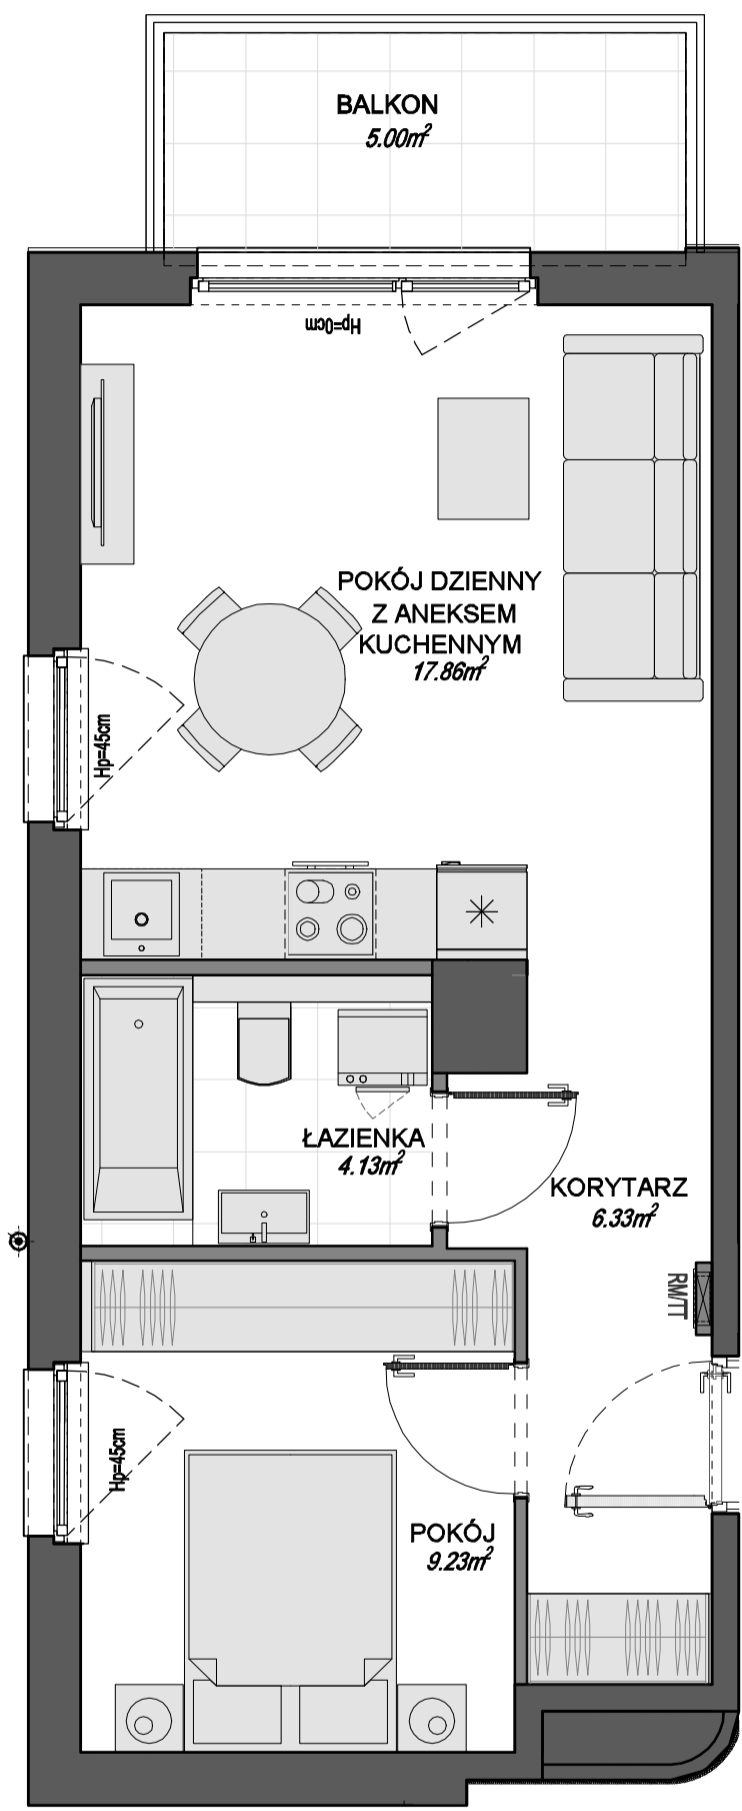 BALKON
5.00m²
Hp=0cm
POKÓJ DZIENNY
Z ANEKSEM
KUCHENNYM
17.86m²
Hp=45cm
ŁAZIENKA
4.13m²
KORYTARZ
6.33m²
RM/TT
Hp=45cm
POKÓJ
9.23m²